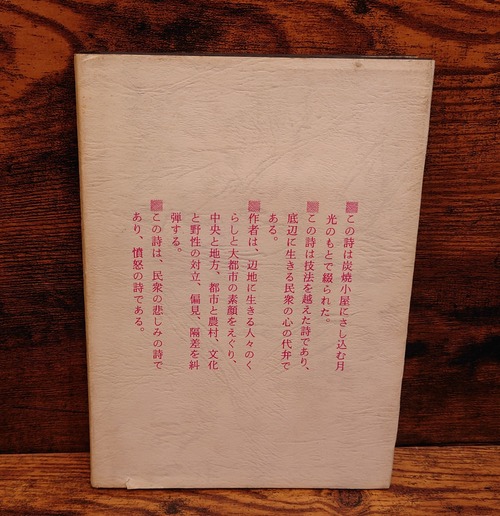 ■この詩は炭焼小屋にさし込む月
光のもとで綴られた。
■この詩は技法を越えた詩であり、
底辺に生きる民衆の心の代弁で
ある。
■作者は、辺地に生きる人々のく
らしと大都市の素顔をえぐり、
中央と地方、都市と農村、文化
と野性の対立、偏見、隔差を糾
弾する。
■この詩は、民衆の悲しみの詩で
あり、憤怒の詩である。